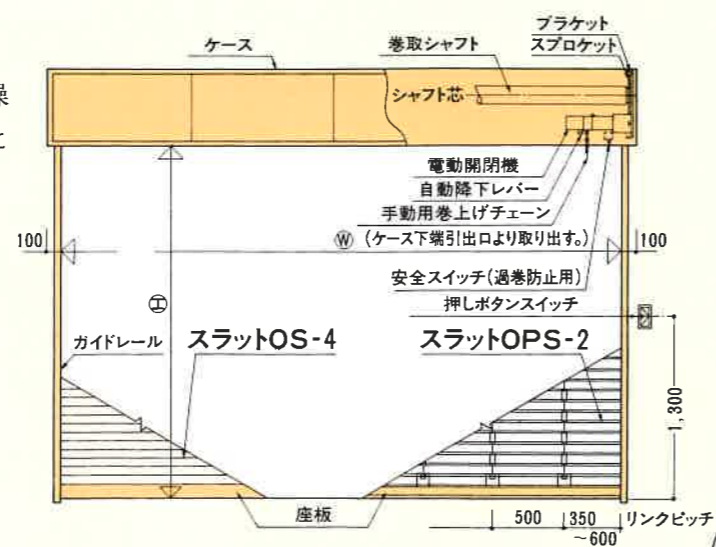 ブラケット
ケース
巻取シャフト
スプロケット
操
シャフト芯
に
電動開閉機
自動降下レバー
手動用巻上げチェーン
100
Ⓦ (ケース下端引出口より取り出す。)
100
安全スイッチ(過巻防止用)
㋓
押しボタンスイッチ
ガイドレール
スラットOS-4
スラットOPS-2
1,300
座板
500
350
リンクピッチ
~600